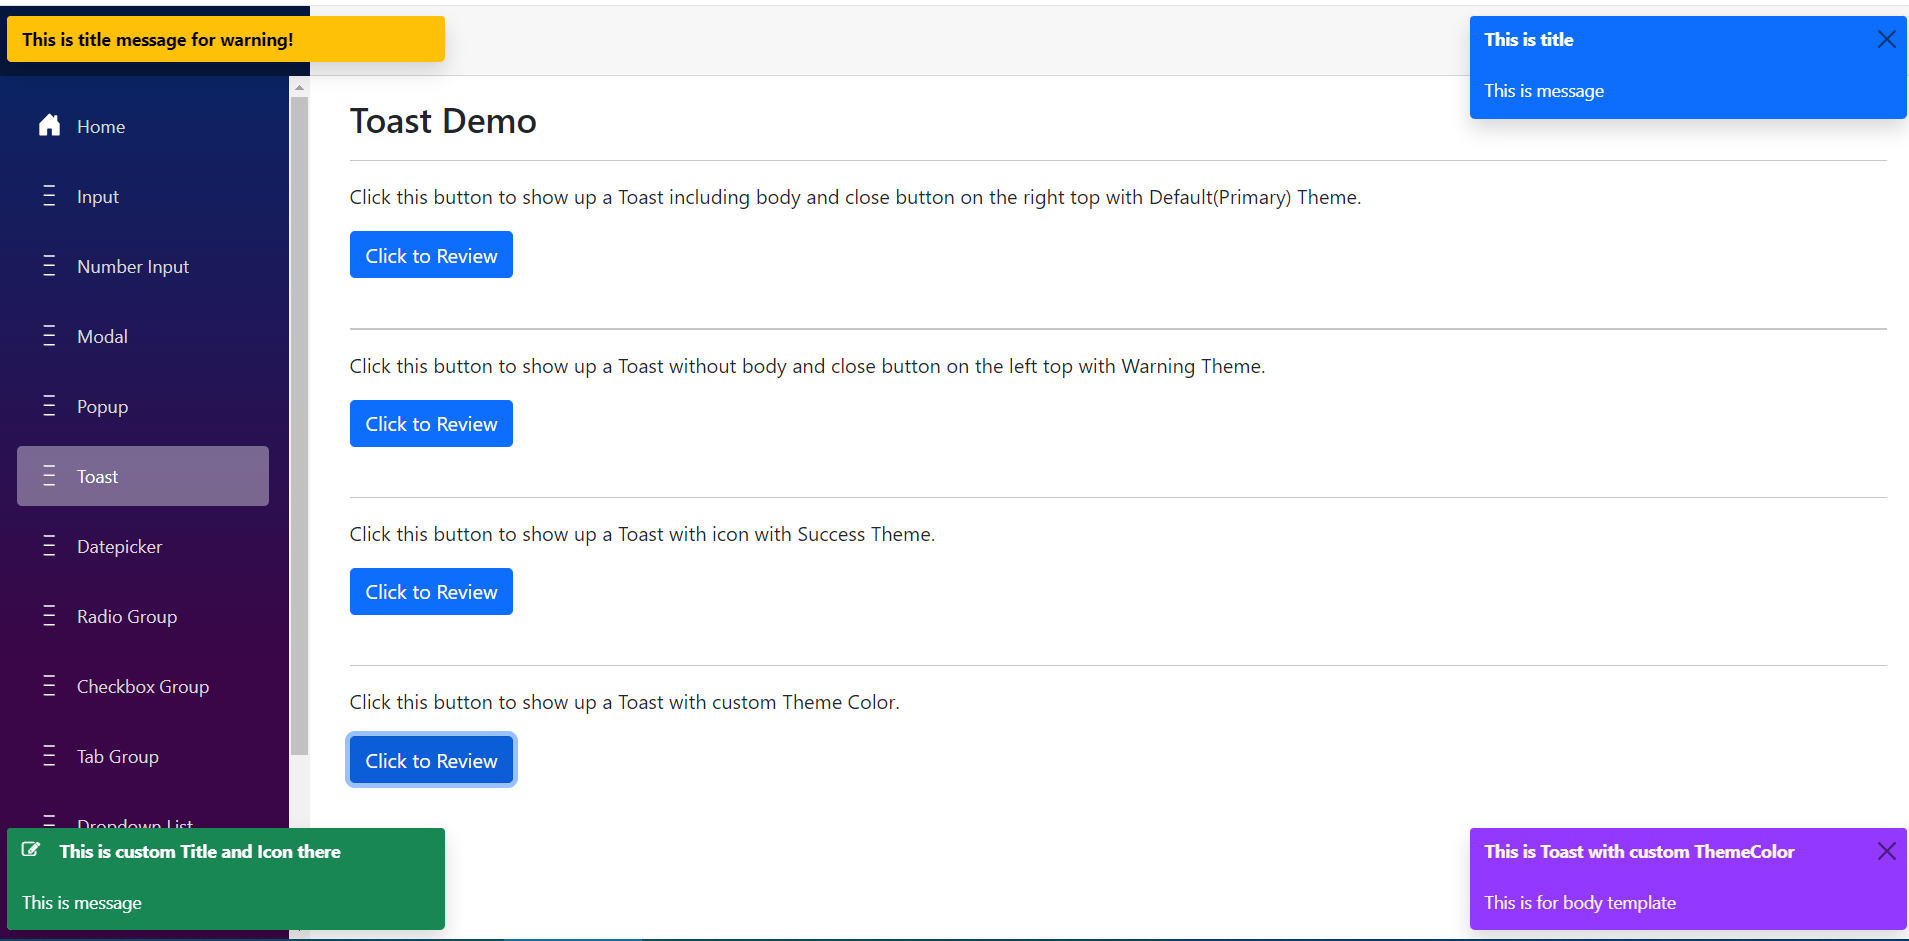 This is title message for warning!
This is title
This is message
Home
Input
Number Input
Modal
Popup
Toast
Datepicker
Radio Group
Checkbox Group
Tab Group
Dropdown List
Toast Demo
Click this button to show up a Toast including body and close button on the right top with Default(Primary) Theme.
Click to Review
Click this button to show up a Toast without body and close button on the left top with Warning Theme.
Click to Review
Click this button to show up a Toast with icon with Success Theme.
Click to Review
Click this button to show up a Toast with custom Theme Color.
Click to Review
This is custom Title and Icon there
This is message
This is Toast with custom ThemeColor
This is for body template